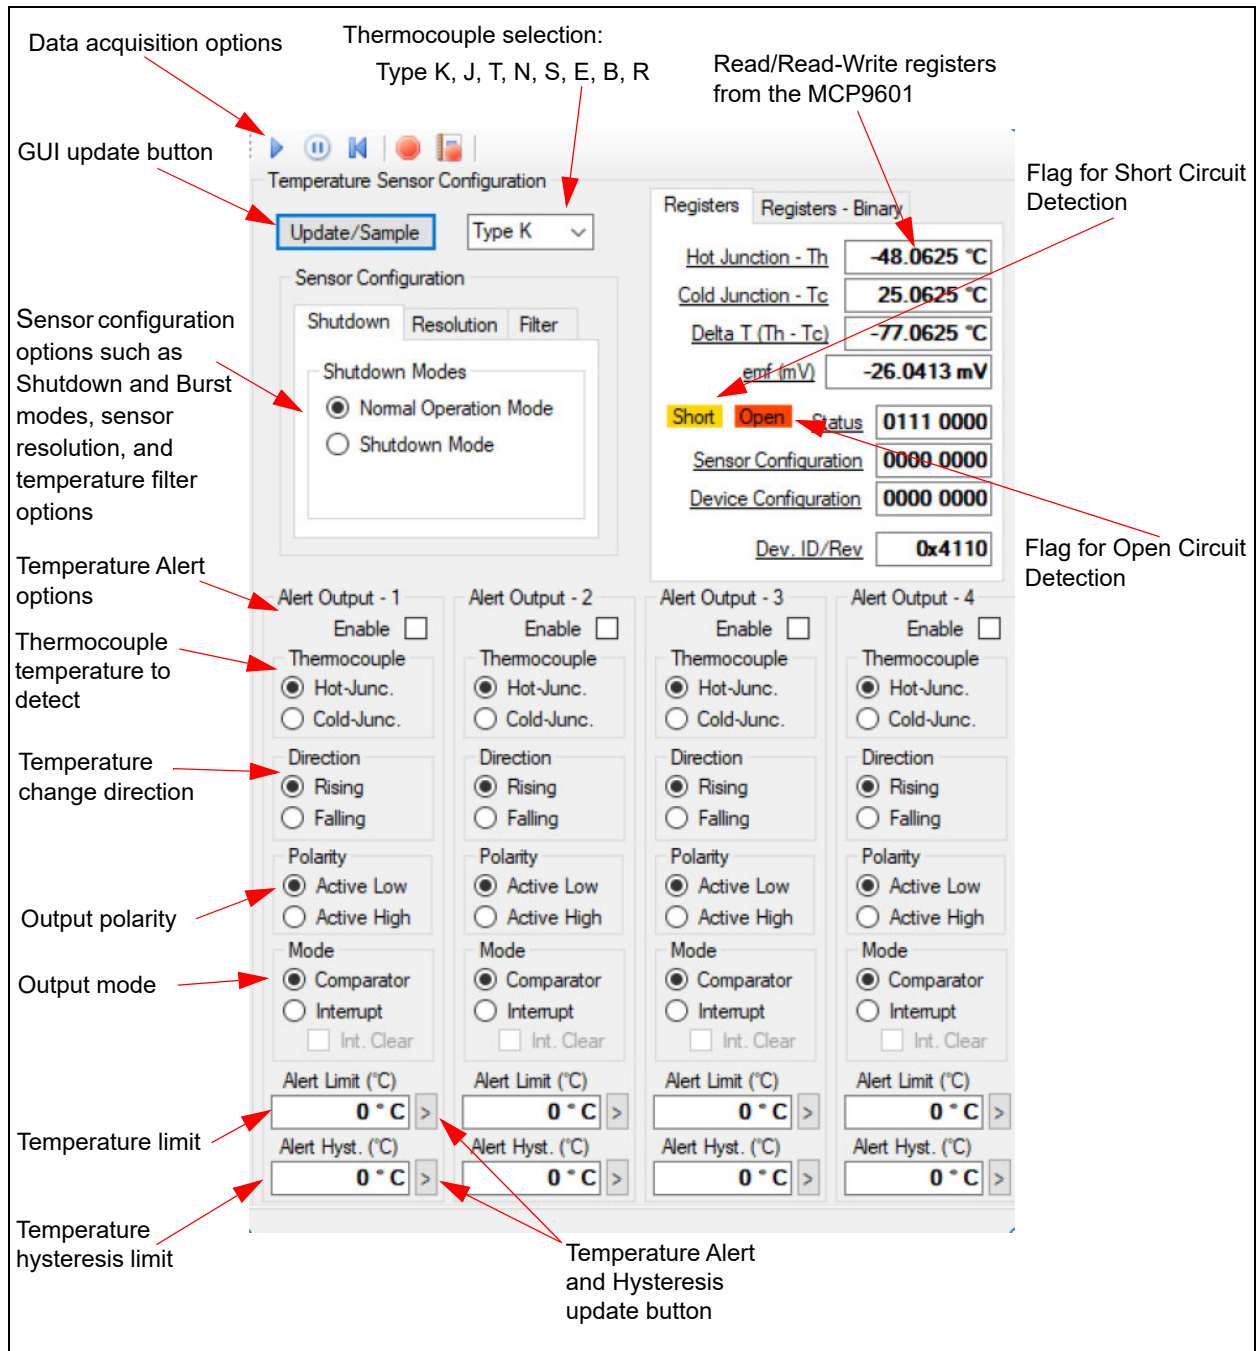 Data acquisition options
Thermocouple selection:
Type K, J, T, N, S, E, B, R
Read/Read-Write registers
from the MCP9601
GUI update button
Flag for Short Circuit
Detection
Temperature Sensor Configuration
Update/Sample
Type K
Registers
Registers - Binary
Hot Junction - Th
-48.0625 °C
Cold Junction - Tc
25.0625 °C
Delta T (Th - Tc)
-77.0625 °C
emf (mV)
-26.0413 mV
Short
Open
Status
0111 0000
Sensor Configuration
0000 0000
Device Configuration
0000 0000
Dev. ID/Rev
0x4110
Sensor Configuration
Shutdown
Resolution
Filter
Shutdown Modes
Normal Operation Mode
Shutdown Mode
Sensor configuration
options such as
Shutdown and Burst
modes, sensor
resolution, and
temperature filter
options
Flag for Open Circuit
Detection
Temperature Alert
options
Thermocouple
temperature to
detect
Temperature
change direction
Output polarity
Output mode
Temperature limit
Temperature
hysteresis limit
Alert Output - 1
Enable
Thermocouple
Hot-Junc.
Cold-Junc.
Direction
Rising
Falling
Polarity
Active Low
Active High
Mode
Comparator
Interrupt
Int. Clear
Alert Limit (°C)
0 ° C
>
Alert Hyst. (°C)
0 ° C
>
Alert Output - 2
Enable
Thermocouple
Hot-Junc.
Cold-Junc.
Direction
Rising
Falling
Polarity
Active Low
Active High
Mode
Comparator
Interrupt
Int. Clear
Alert Limit (°C)
0 ° C
>
Alert Hyst. (°C)
0 ° C
>
Alert Output - 3
Enable
Thermocouple
Hot-Junc.
Cold-Junc.
Direction
Rising
Falling
Polarity
Active Low
Active High
Mode
Comparator
Interrupt
Int. Clear
Alert Limit (°C)
0 ° C
>
Alert Hyst. (°C)
0 ° C
>
Alert Output - 4
Enable
Thermocouple
Hot-Junc.
Cold-Junc.
Direction
Rising
Falling
Polarity
Active Low
Active High
Mode
Comparator
Interrupt
Int. Clear
Alert Limit (°C)
0 ° C
>
Alert Hyst. (°C)
0 ° C
>
Temperature Alert
and Hysteresis
update button